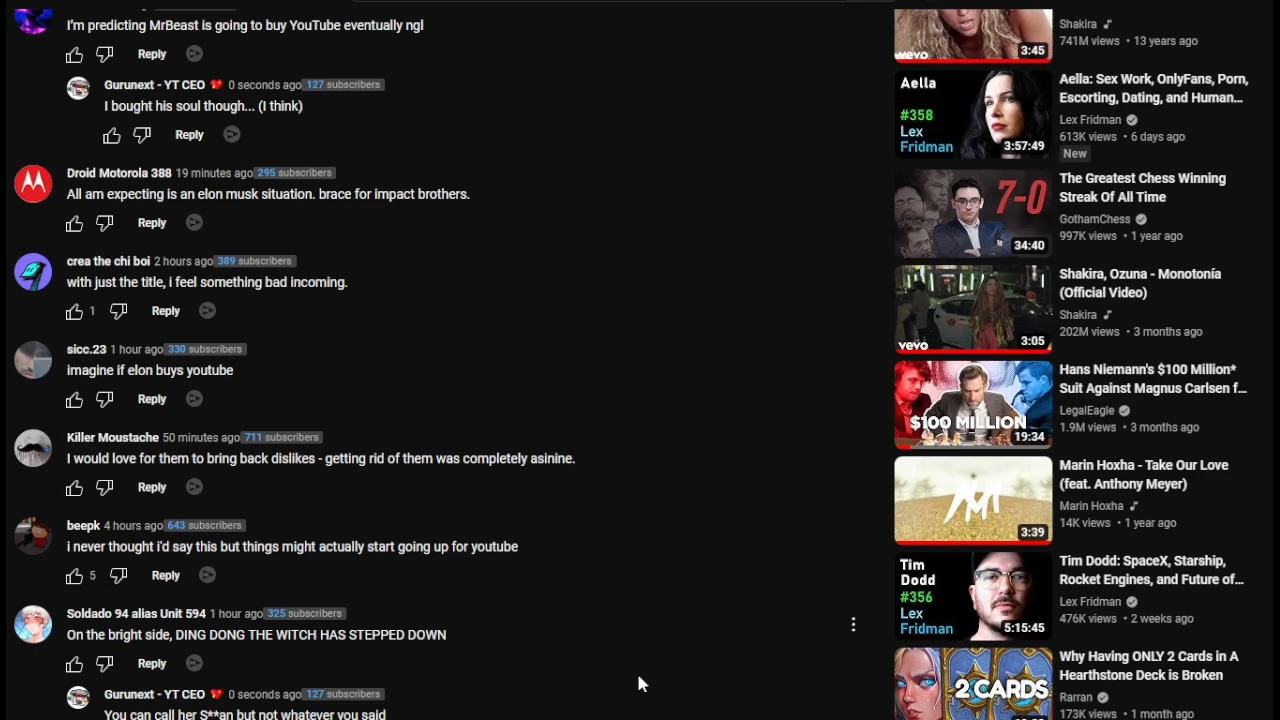 I'm predicting MrBeast is going to buy YouTube eventually ngl
Reply
Gurunext - YT CEO 0 seconds ago 127 subscribers
I bought his soul though... (I think)
Reply
Droid Motorola 388 19 minutes ago 295 subscribers
All am expecting is an elon musk situation. brace for impact brothers.
Reply
crea the chi boi 2 hours ago 389 subscribers
with just the title, i feel something bad incoming.
1 Reply
sicc.23 1 hour ago 330 subscribers
imagine if elon buys youtube
Reply
Killer Moustache 50 minutes ago 711 subscribers
I would love for them to bring back dislikes - getting rid of them was completely asinine.
Reply
beepk 4 hours ago 643 subscribers
i never thought i'd say this but things might actually start going up for youtube
5 Reply
Soldado 94 alias Unit 594 1 hour ago 325 subscribers
On the bright side, DING DONG THE WITCH HAS STEPPED DOWN
Reply
Gurunext - YT CEO 0 seconds ago 127 subscribers
You can call her S**an but not whatever you said
vevo
3:45
Shakira
741M views • 13 years ago
Aella
#358
Lex
Fridman
3:57:49
Aella: Sex Work, OnlyFans, Porn,
Escorting, Dating, and Human...
Lex Fridman
613K views • 6 days ago
New
7-0
34:40
The Greatest Chess Winning
Streak Of All Time
GothamChess
997K views • 1 year ago
vevo
3:05
Shakira, Ozuna - Monotonía
(Official Video)
Shakira
202M views • 3 months ago
$100 MILLION
19:34
Hans Niemann's $100 Million*
Suit Against Magnus Carlsen f...
LegalEagle
1.9M views • 3 months ago
3:39
Marin Hoxha - Take Our Love
(feat. Anthony Meyer)
Marin Hoxha
14K views • 1 year ago
Tim
Dodd
#356
Lex
Fridman
5:15:45
Tim Dodd: SpaceX, Starship,
Rocket Engines, and Future of...
Lex Fridman
476K views • 2 weeks ago
2 CARDS
Why Having ONLY 2 Cards in A
Hearthstone Deck is Broken
Rarran
173K views • 1 month ago